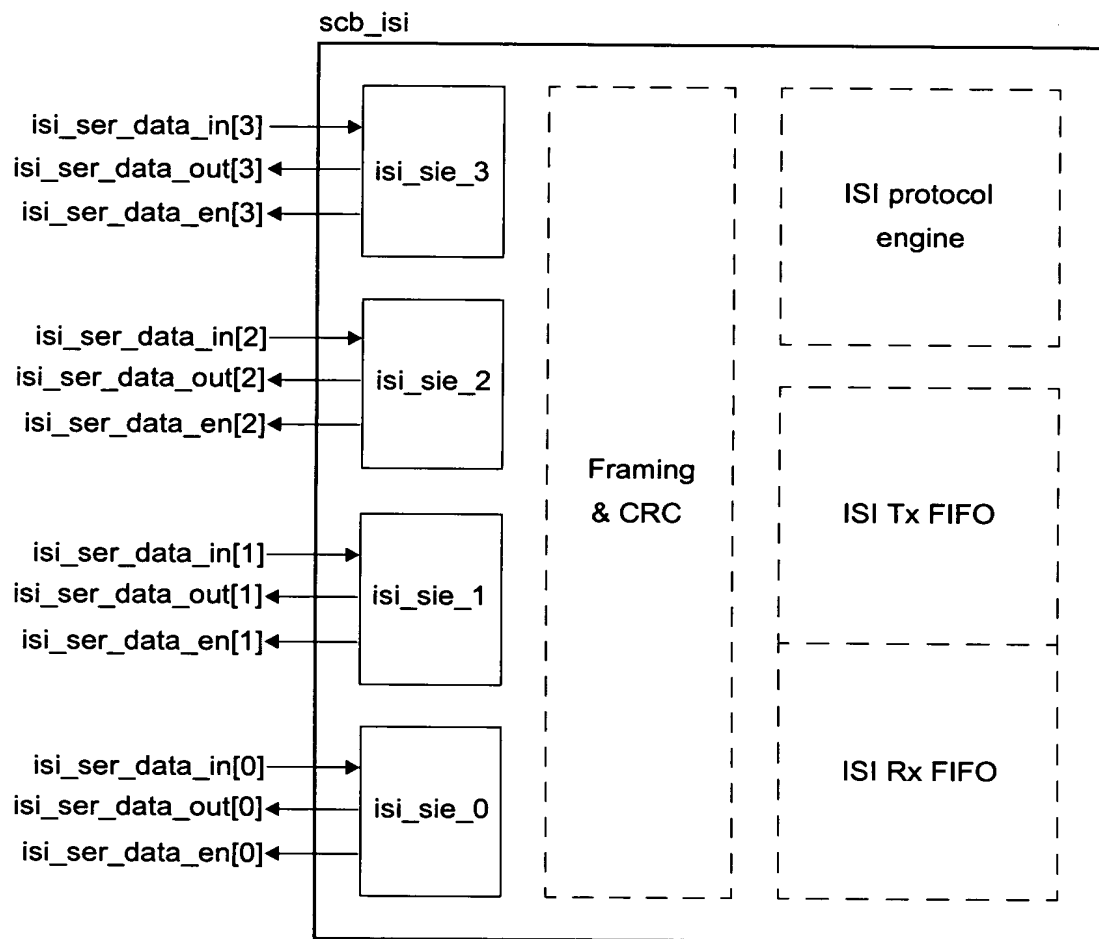 scb_isi
isi_ser_data_in[3]
isi_ser_data_out[3]
isi_ser_data_en[3]
isi_sie_3
isi_ser_data_in[2]
isi_ser_data_out[2]
isi_ser_data_en[2]
isi_sie_2
isi_ser_data_in[1]
isi_ser_data_out[1]
isi_ser_data_en[1]
isi_sie_1
isi_ser_data_in[0]
isi_ser_data_out[0]
isi_ser_data_en[0]
isi_sie_0
Framing
& CRC
ISI protocol
engine
ISI Tx FIFO
ISI Rx FIFO